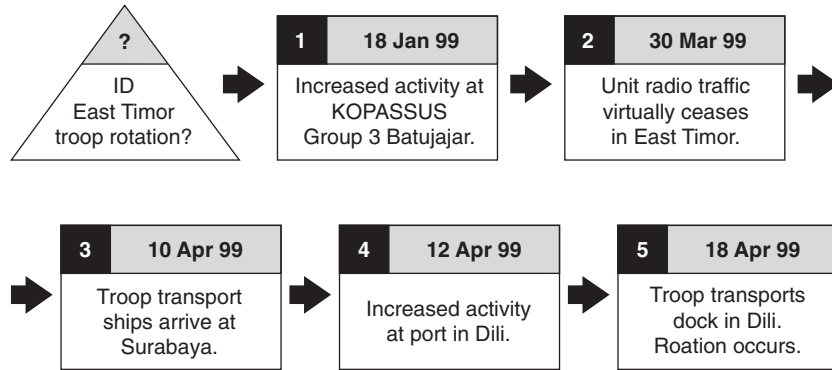 ?
ID
East Timor
troop rotation?
1 18 Jan 99
Increased activity at
KOPASSUS
Group 3 Batujajar.
2 30 Mar 99
Unit radio traffic
virtually ceases
in East Timor.
3 10 Apr 99
Troop transport
ships arrive at
Surabaya.
4 12 Apr 99
Increased activity
at port in Dili.
5 18 Apr 99
Troop transports
dock in Dili.
Roation occurs.